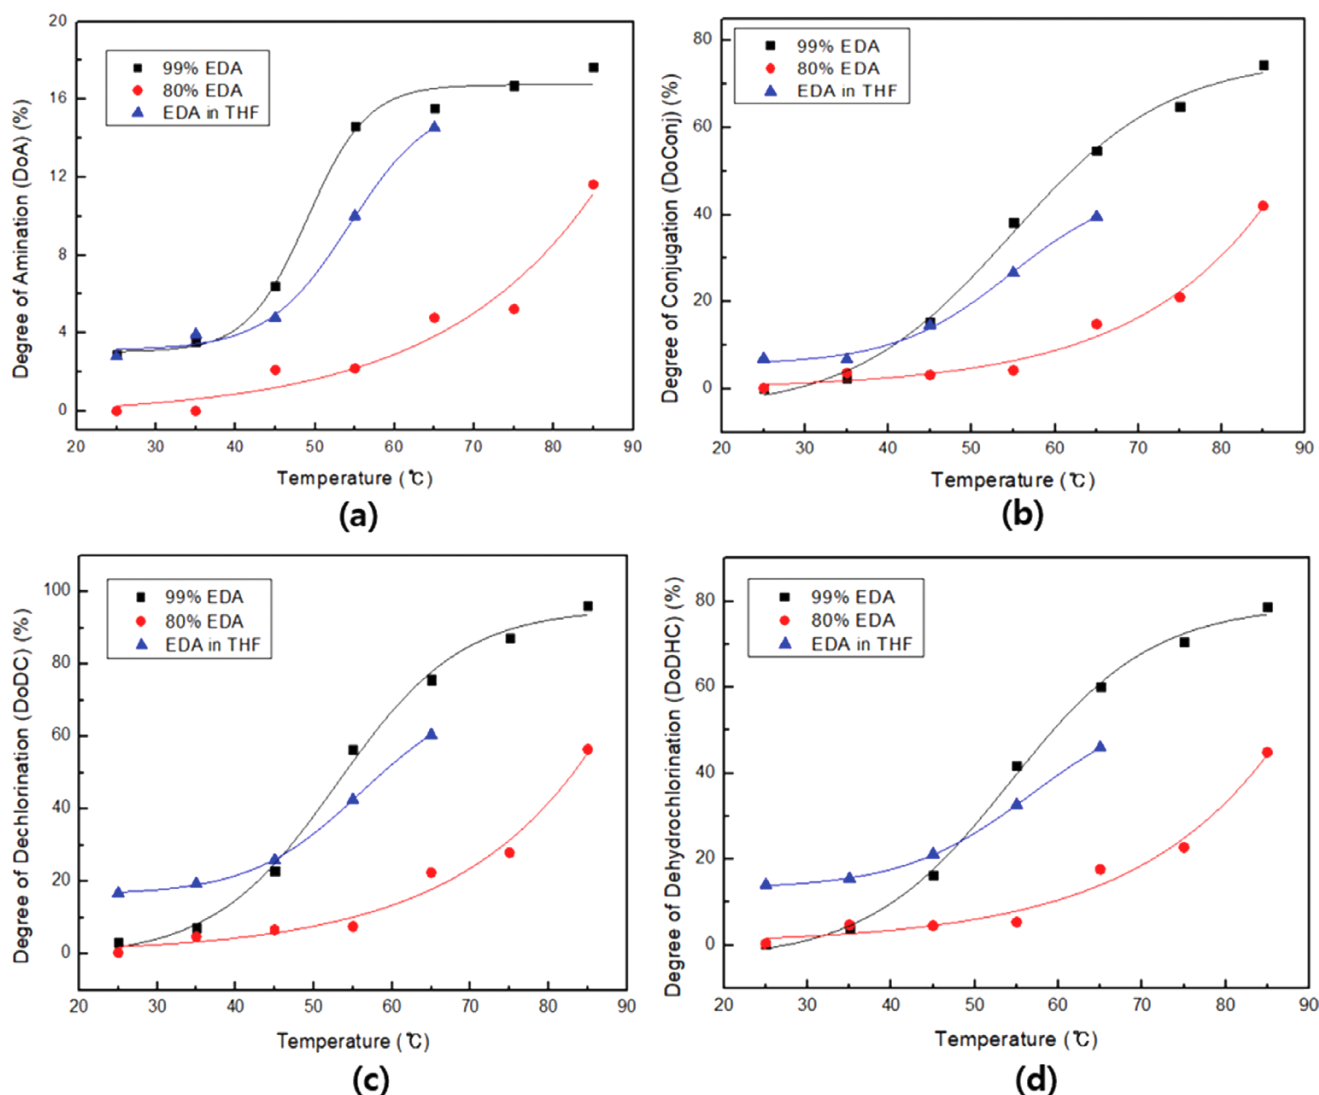 20
16
12
8
4
0
99% EDA
80% EDA
EDA in THF
Degree of Amination (DoA) (%)
20 30 40 50 60 70 80 90
Temperature (℃)
(a)
80
60
40
20
0
99% EDA
80% EDA
EDA in THF
Degree of Conjugation (DoConj) (%)
20 30 40 50 60 70 80 90
Temperature (℃)
(b)
100
80
60
40
20
0
99% EDA
80% EDA
EDA in THF
Degree of Dechlorination (DoDC) (%)
20 30 40 50 60 70 80 90
Temperature (℃)
(c)
80
60
40
20
0
99% EDA
80% EDA
EDA in THF
Degree of Dehydrochlorination (DoDHC) (%)
20 30 40 50 60 70 80 90
Temperature (℃)
(d)